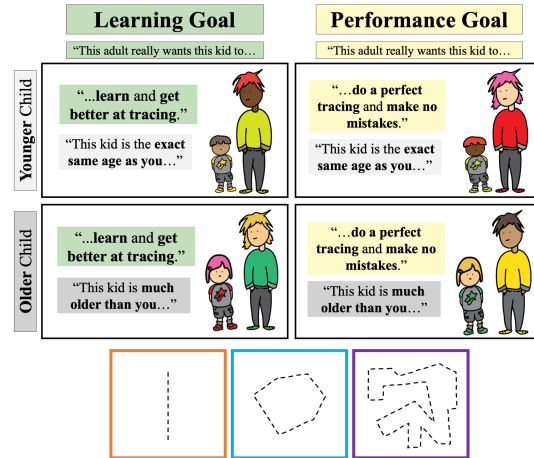 Learning Goal
Performance Goal
“This adult really wants this kid to…
“This adult really wants this kid to…
Younger Child
“...learn and get
better at tracing.”
“This kid is the exact
same age as you…”
“…do a perfect
tracing and make no
mistakes.”
“This kid is the exact
same age as you…”
Older Child
“...learn and get
better at tracing.”
“This kid is much
older than you…”
“…do a perfect
tracing and make no
mistakes.”
“This kid is much
older than you…”